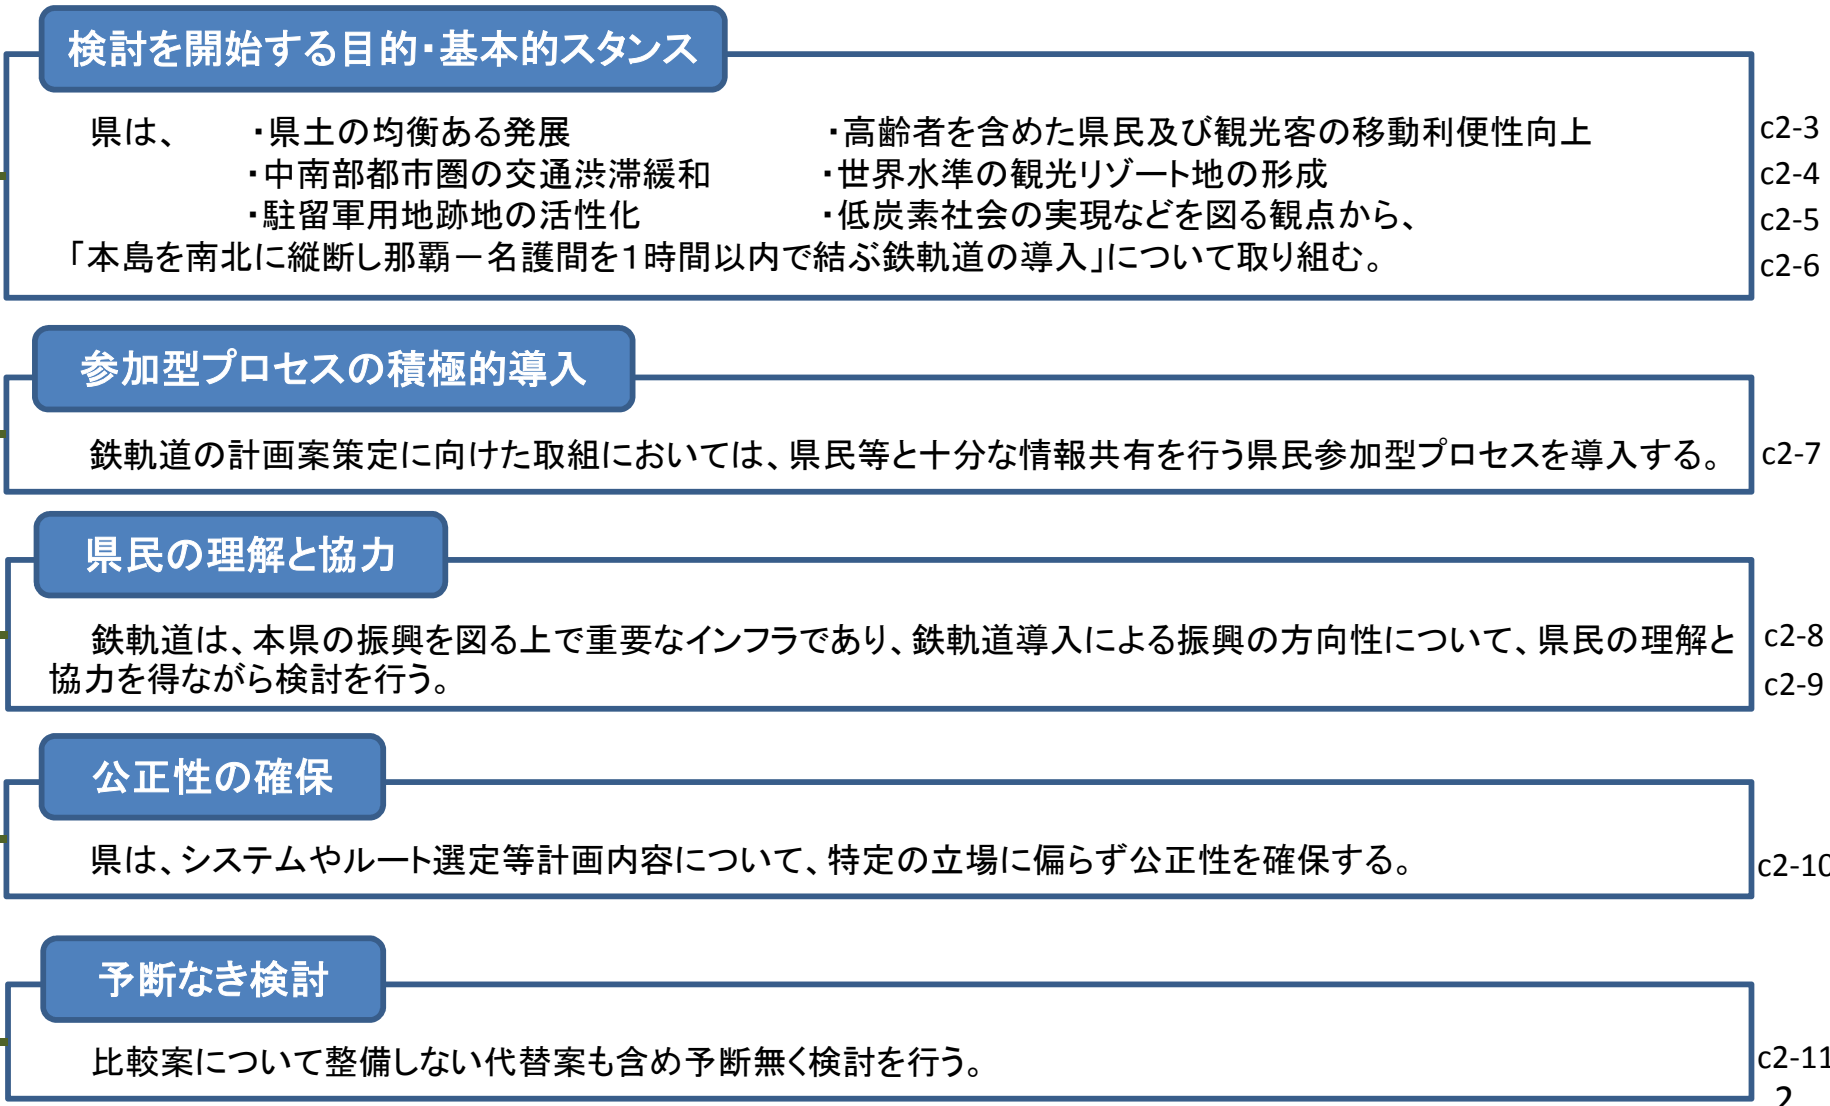 検討を開始する目的・基本的スタンス
県は、 ・県土の均衡ある発展 ・高齢者を含めた県民及び観光客の移動利便性向上 c2-3
・中南部都市圏の交通渋滞緩和 ・世界水準の観光リゾート地の形成 c2-4
・駐留軍用地跡地の活性化 ・低炭素社会の実現などを図る観点から、 c2-5
「本島を南北に縦断し那覇－名護間を１時間以内で結ぶ鉄軌道の導入」について取り組む。 c2-6
参加型プロセスの積極的導入
鉄軌道の計画案策定に向けた取組においては、県民等と十分な情報共有を行う県民参加型プロセスを導入する。 c2-7
県民の理解と協力
鉄軌道は、本県の振興を図る上で重要なインフラであり、鉄軌道導入による振興の方向性について、県民の理解と c2-8
協力を得ながら検討を行う。 c2-9
公正性の確保
県は、システムやルート選定等計画内容について、特定の立場に偏らず公正性を確保する。 c2-10
予断なき検討
比較案について整備しない代替案も含め予断無く検討を行う。 c2-11
2